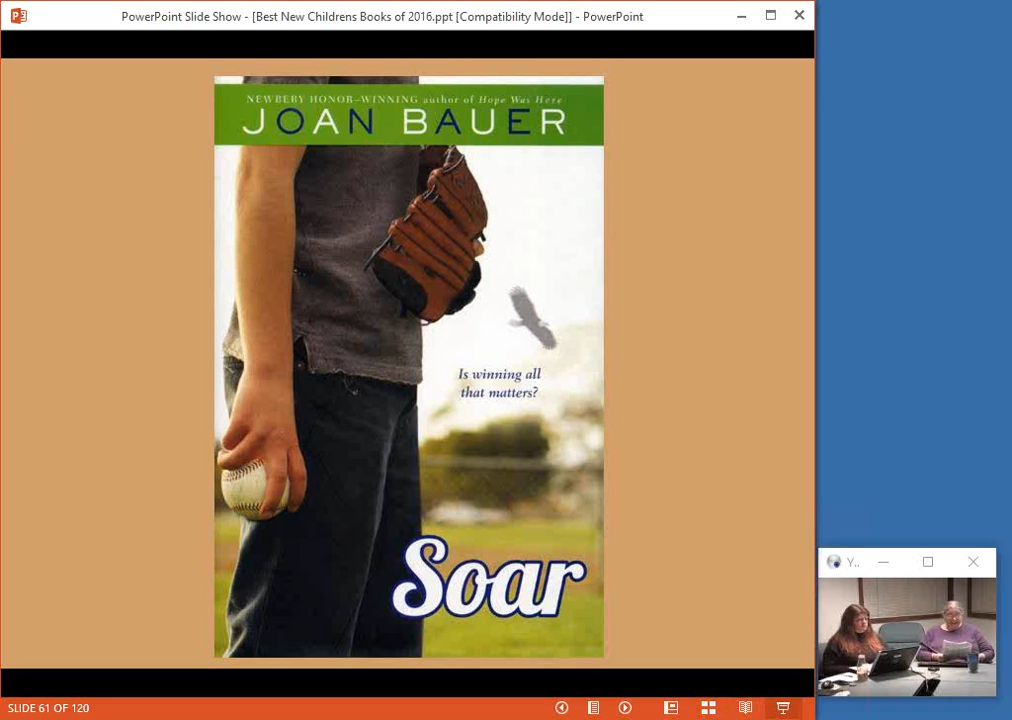 PowerPoint Slide Show - [Best New Childrens Books of 2016.ppt [Compatibility Mode]] - PowerPoint
NEWBERY HONOR–WINNING author of Hope Was Here
JOAN BAUER
Is winning all
that matters?
Soar
Y..
SLIDE 61 OF 120